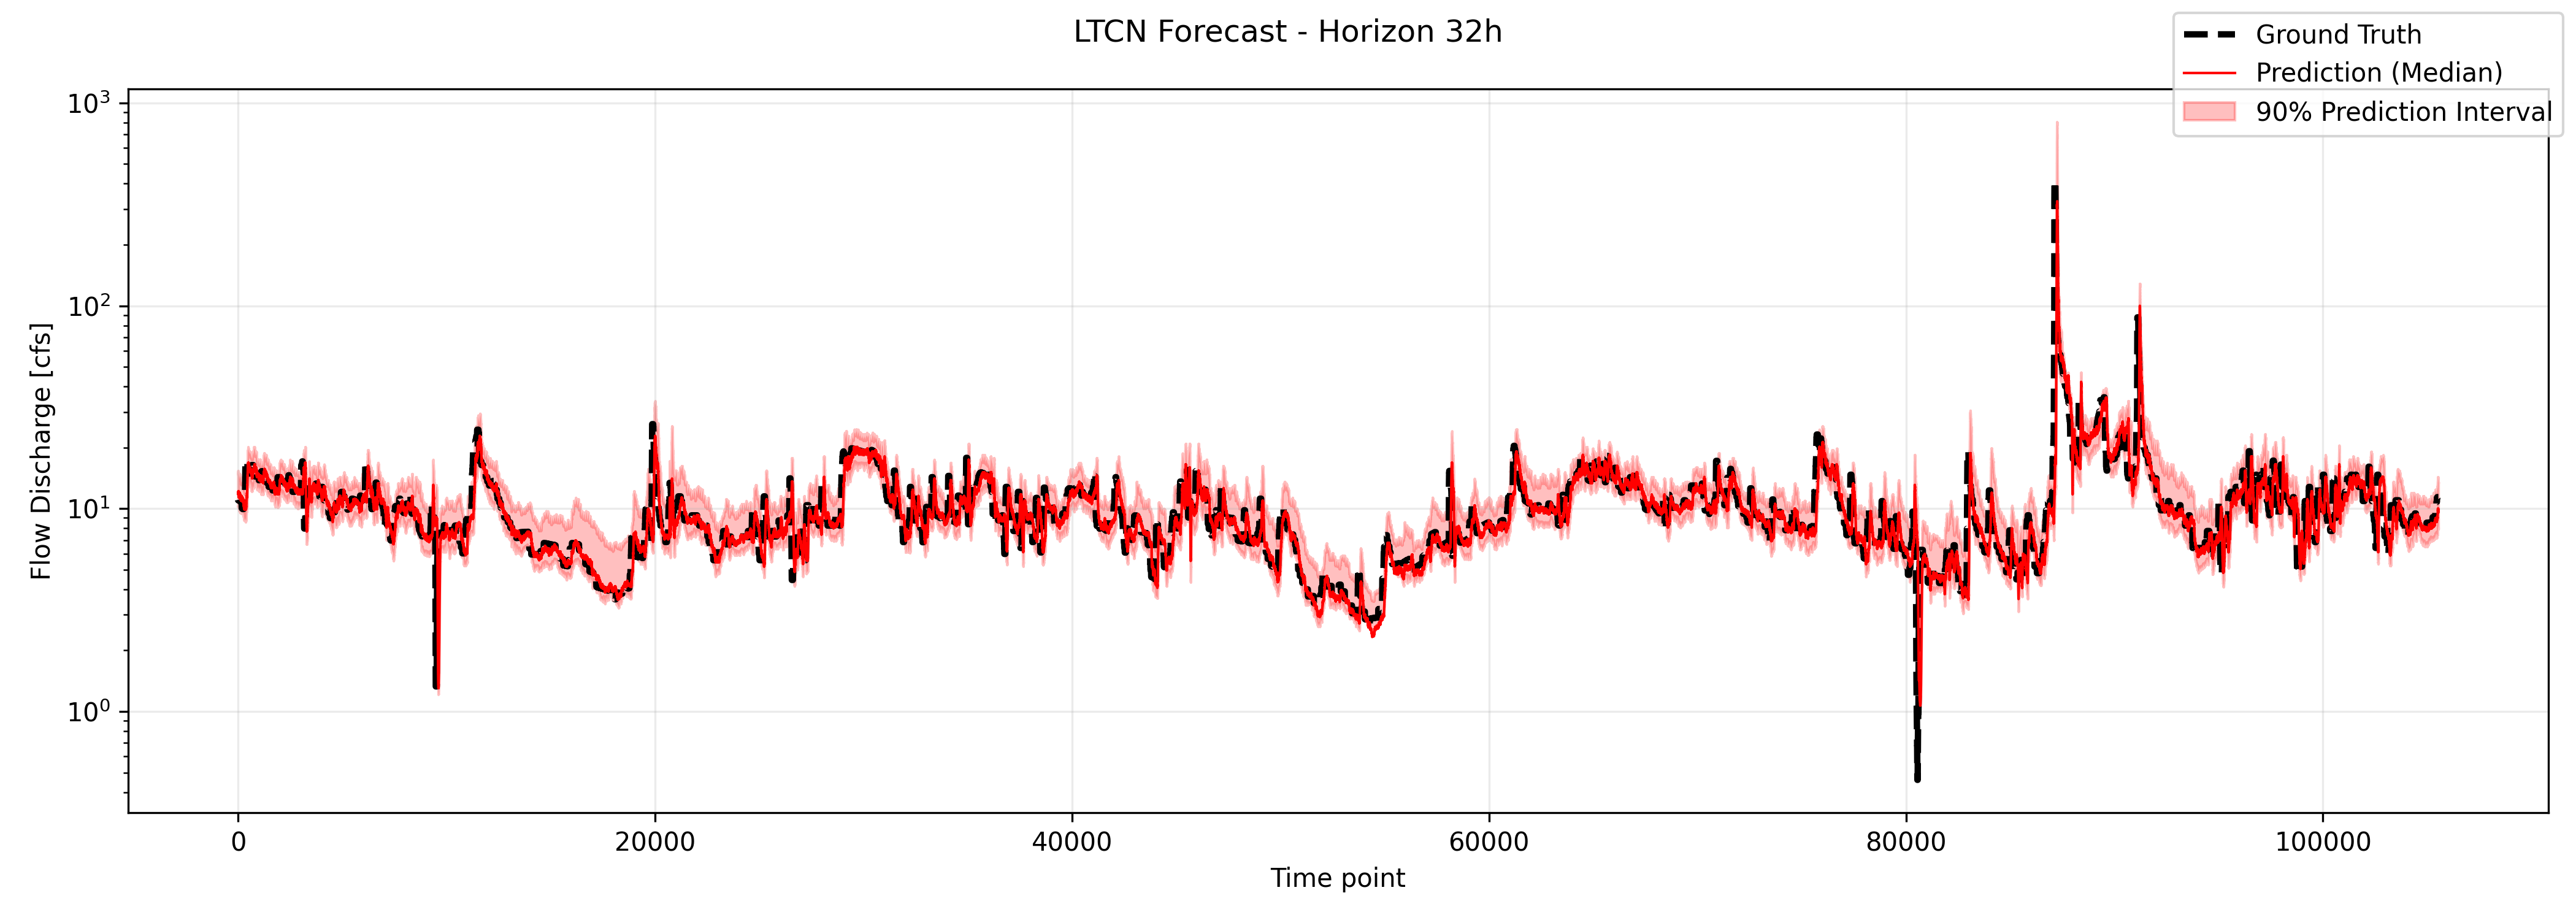 LTCN Forecast - Horizon 32h
Ground Truth
Prediction (Median)
90% Prediction Interval
Flow Discharge [cfs]
10³
10²
10¹
10⁰
0 20000 40000 60000 80000 100000
Time point